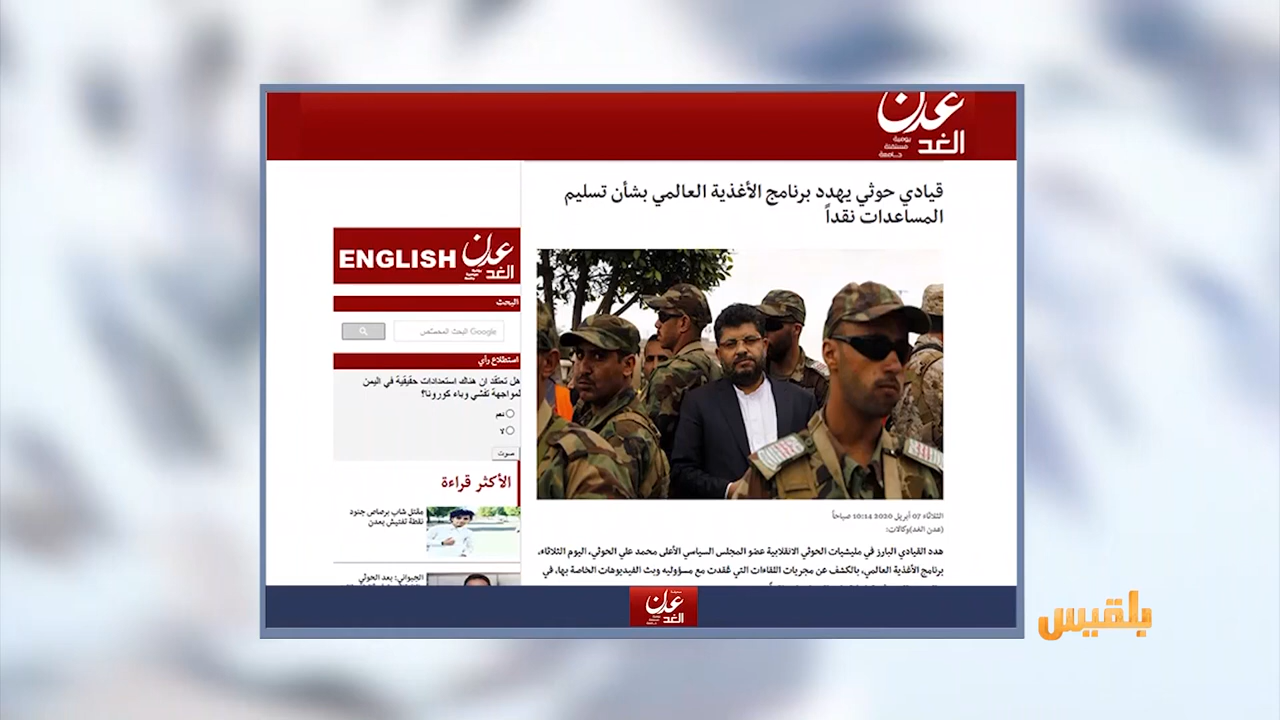 عدن
الغد
يومية
مستقلة
جامعة
قيادي حوثي يهدد برنامج الأغذية العالمي بشأن تسليم
المساعدات نقداً
ENGLISH
عدن
الغد
البحث
Google البحث المخصص
استطلاع رأي
هل تعتقد ان هناك استعدادات حقيقية في اليمن
لمواجهة تفشي وباء كورونا؟
نعم
لا
صوت
الأكثر قراءة
مقتل شاب برصاص جنود
نقطة تفتيش بعدن
الجبواني: بعد الحوثي
الثلاثاء 07 أبريل 2020 10:14 صباحاً
(عدن الغد)وكالات:
هدد القيادي البارز في مليشيات الحوثي الانقلابية عضو المجلس السياسي الأعلى محمد علي الحوثي، اليوم الثلاثاء،
برنامج الأغذية العالمي، بالكشف عن مجريات اللقاءات التي عُقدت مع مسؤوليه وبث الفيديوهات الخاصة بها، في
عدن
الغد
بلقيس